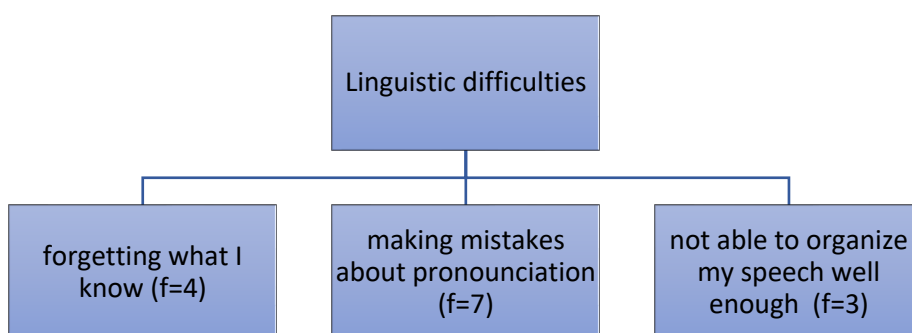 Linguistic difficulties
forgetting what I
know (f=4)
making mistakes
about pronounciation
(f=7)
not able to organize
my speech well
enough (f=3)